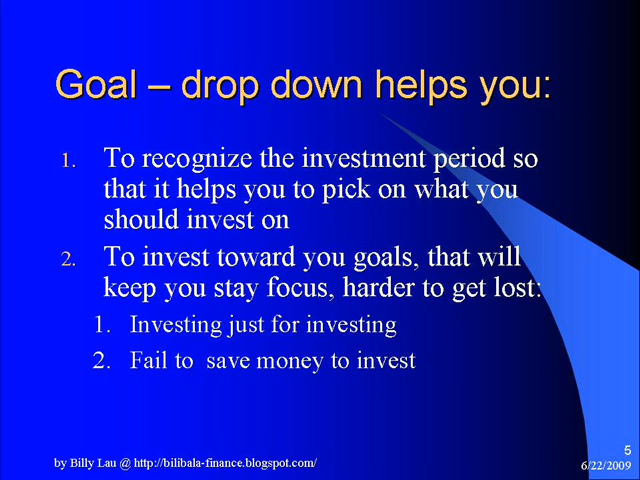 Goal – drop down helps you:
1. To recognize the investment period so
that it helps you to pick on what you
should invest on
2. To invest toward you goals, that will
keep you stay focus, harder to get lost:
1. Investing just for investing
2. Fail to  save money to invest
5
by Billy Lau @ http://bilibala-finance.blogspot.com/
6/22/2009